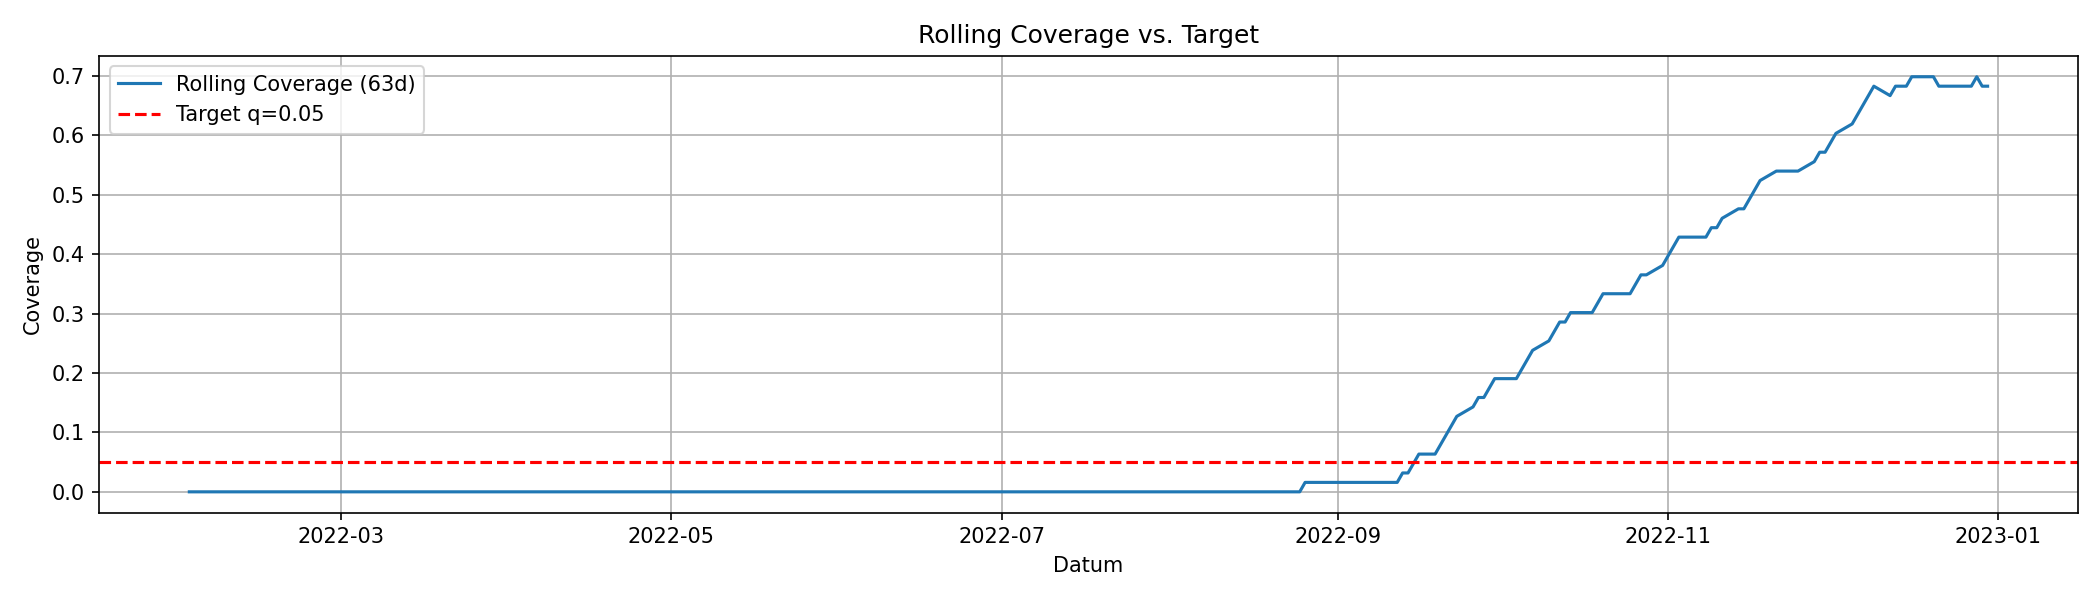 Rolling Coverage vs. Target
Rolling Coverage (63d)
Target q=0.05
Coverage
0.7
0.6
0.5
0.4
0.3
0.2
0.1
0.0
2022-03
2022-05
2022-07
2022-09
2022-11
2023-01
Datum